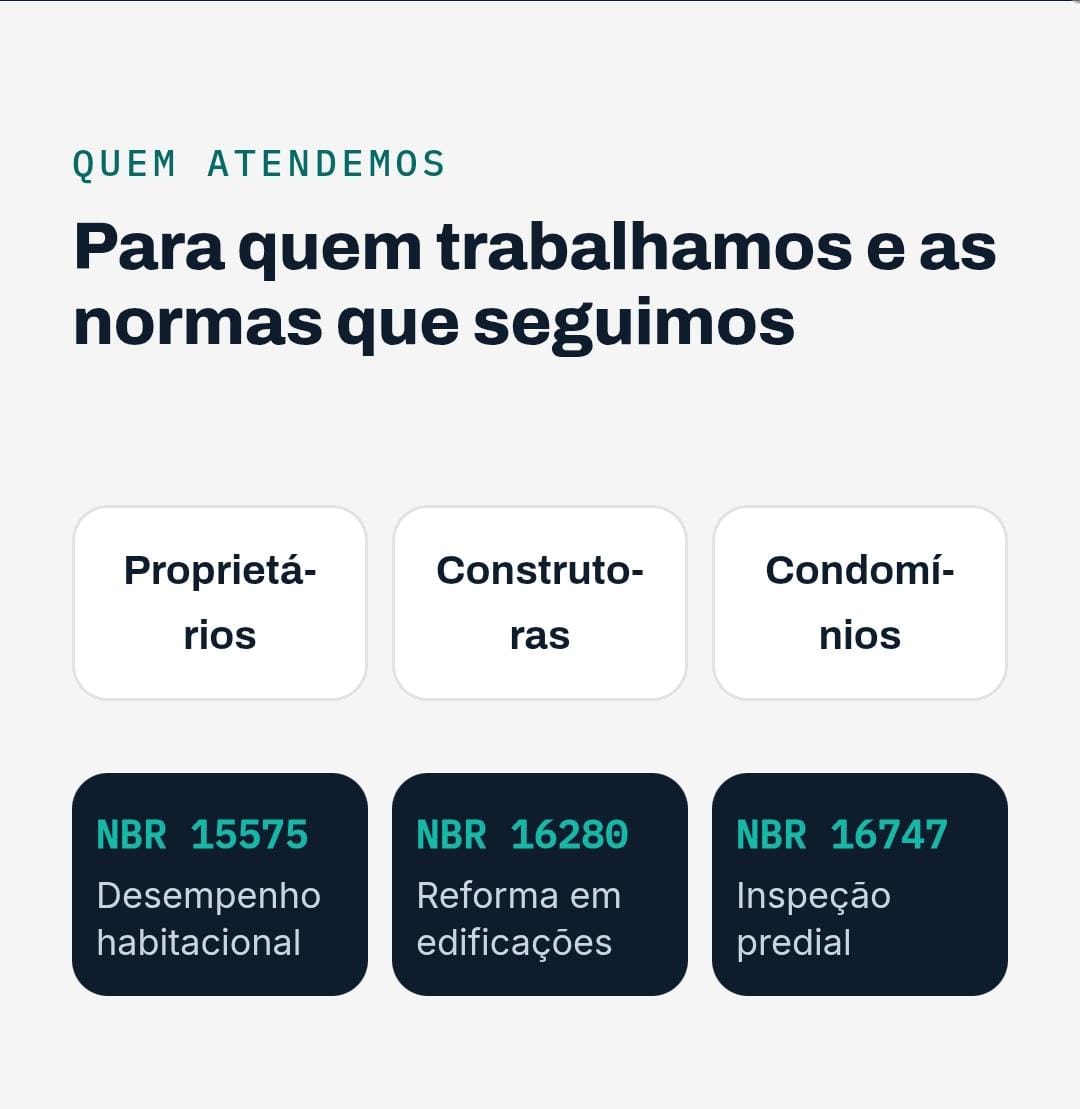 QUEM ATENDEMOS
Para quem trabalhamos e as
normas que seguimos
Proprietá-
rios
Construto-
ras
Condomí-
nios
NBR 15575
Desempenho
habitacional
NBR 16280
Reforma em
edificações
NBR 16747
Inspeção
predial